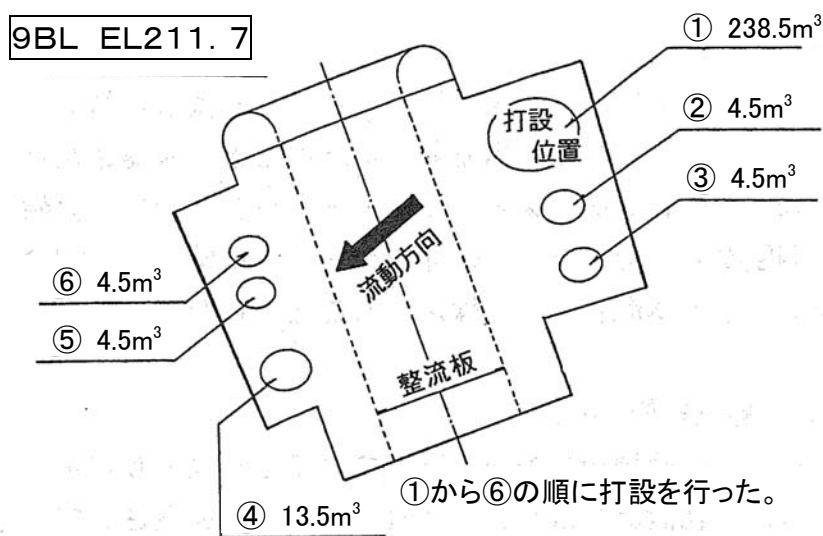 9BL EL211.7
① 238.5m³
② 4.5m³
③ 4.5m³
打設
位置
流動方向
⑥ 4.5m³
⑤ 4.5m³
整流板
④ 13.5m³
①から⑥の順に打設を行った。